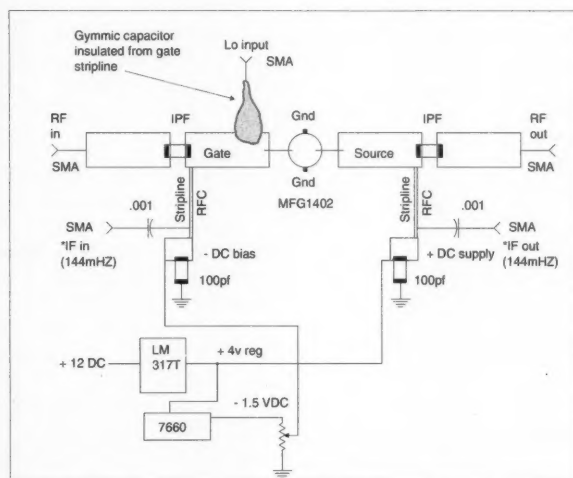 Gymmic capacitor
insulated from gate
stripline
Lo input
SMA
RF
in
IPF
Gnd
IPF
RF
out
Gate
Source
SMA
Gnd
SMA
MFG1402
Stripline
RFC
Stripline
RFC
.001
SMA
*IF in
(144mHZ)
.001
SMA
*IF out
(144mHZ)
- DC bias
100pf
+ DC supply
100pf
+ 12 DC
LM
317T
+ 4v reg
- 1.5 VDC
7660